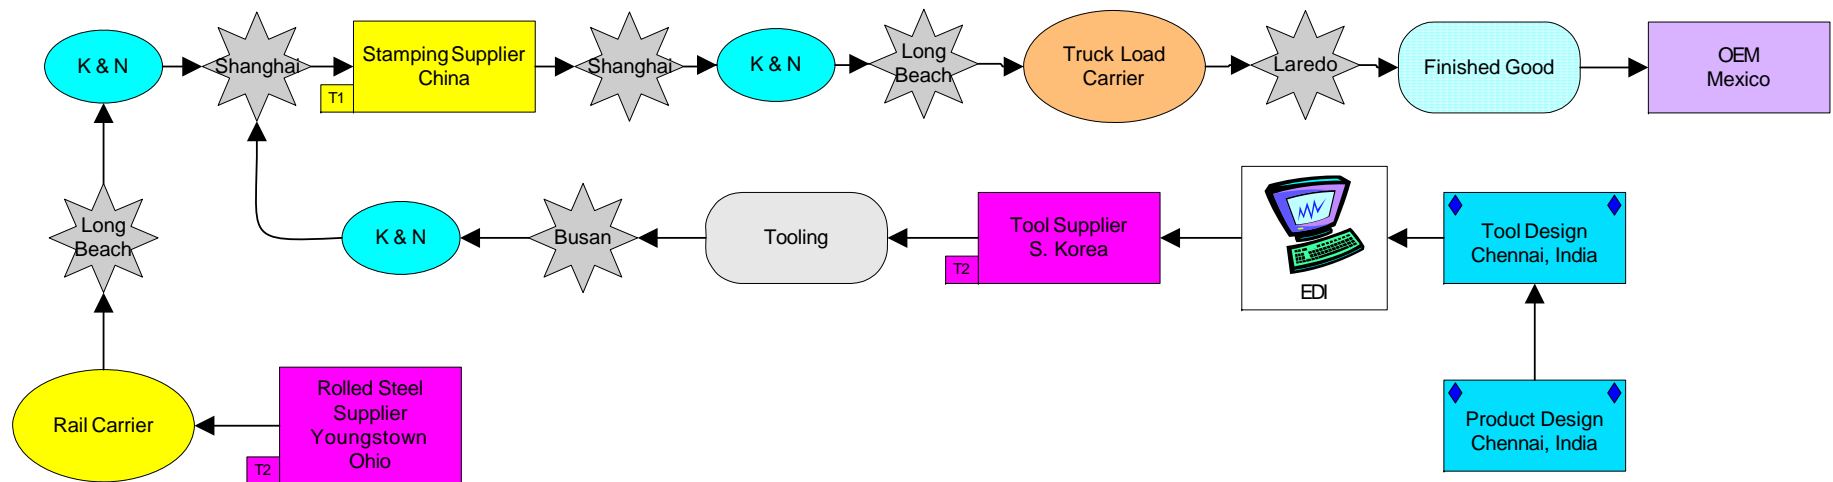 K & N
Shanghai
Stamping Supplier
China
T1
Shanghai
K & N
Long
Beach
Truck Load
Carrier
Laredo
Finished Good
OEM
Mexico
Long
Beach
K & N
Busan
Tooling
Tool Supplier
S. Korea
T2
EDI
Tool Design
Chennai, India
Rail Carrier
Rolled Steel
Supplier
Youngstown
Ohio
T2
Product Design
Chennai, India